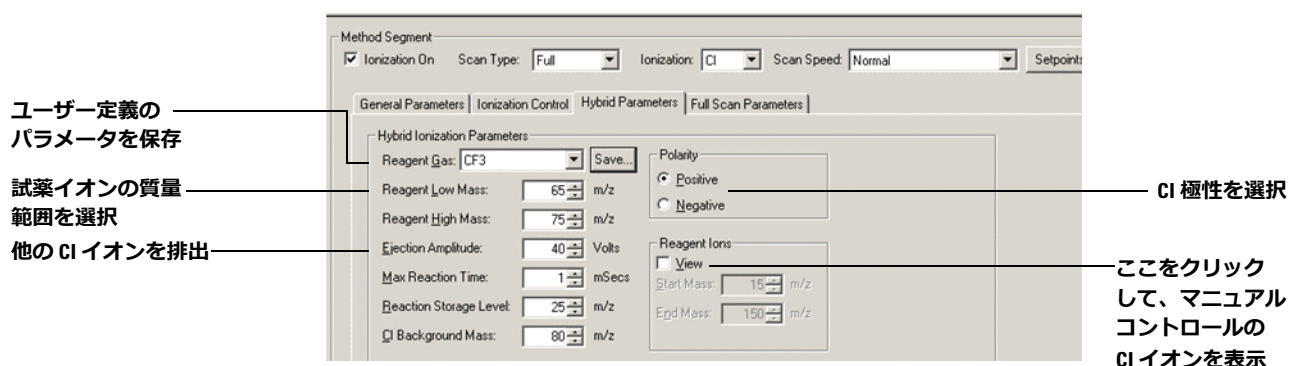 Method Segment
Ionization On Scan Type: Full Ionization: CI Scan Speed: Normal Setpoints
General Parameters Ionization Control Hybrid Parameters Full Scan Parameters
ユーザー定義の
パラメータを保存
試薬イオンの質量
範囲を選択
他の CI イオンを排出
Hybrid Ionization Parameters
Reagent Gas: CF3 Save...
Reagent Low Mass: 65 m/z
Reagent High Mass: 75 m/z
Ejection Amplitude: 40 Volts
Max Reaction Time: 1 mSecs
Reaction Storage Level: 25 m/z
CI Background Mass: 80 m/z
Polarity
Positive
Negative
Reagent Ions
View
Start Mass: 15 m/z
End Mass: 150 m/z
CI 極性を選択
ここをクリック
して、マニュアル
コントロールの
CI イオンを表示